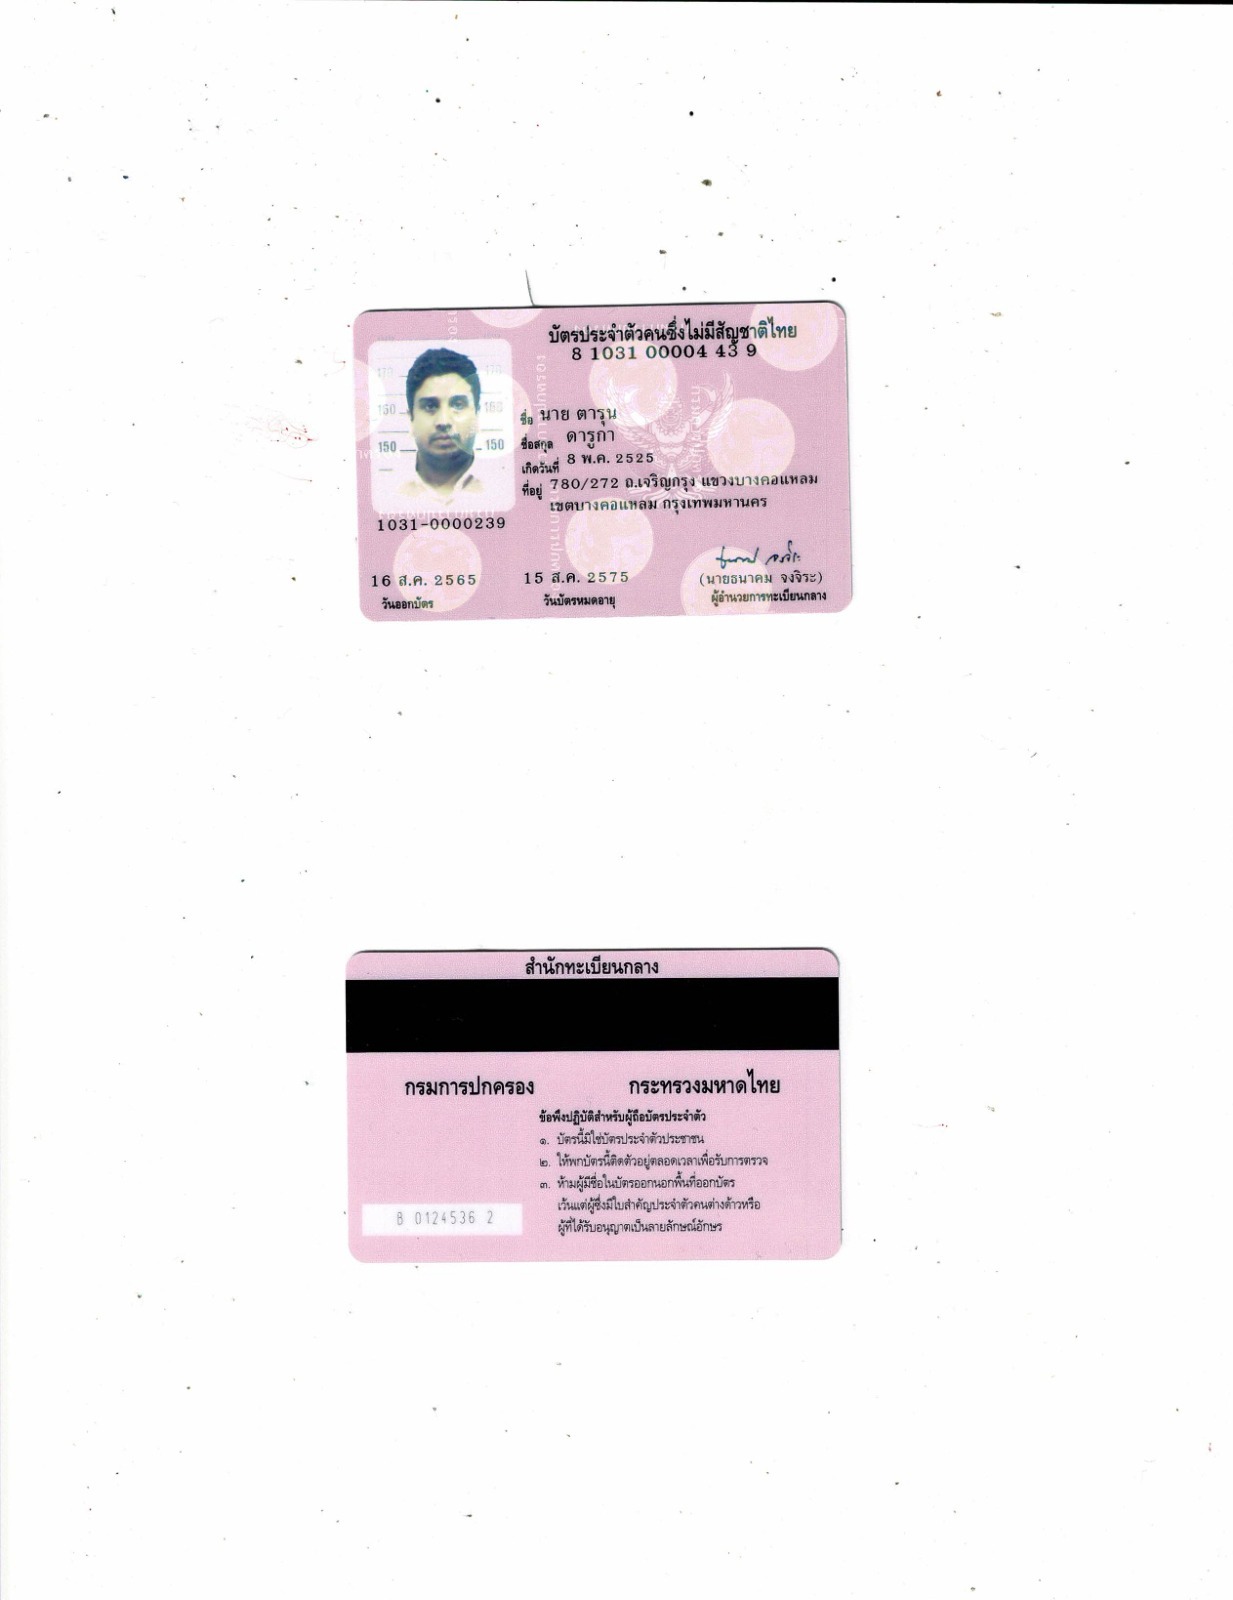 บัตรประจำตัวคนซึ่งไม่มีสัญชาติไทย
8 1031 00004 43 9
170 170
160 160
150 150
ชื่อ นาย ตารุน
ชื่อสกุล ดารูกา
เกิดวันที่ 8 พ.ค. 2525
ที่อยู่ 780/272 ถ.เจริญกรุง แขวงบางคอแหลม
เขตบางคอแหลม กรุงเทพมหานคร
1031-0000239
16 ส.ค. 2565
วันออกบัตร
15 ส.ค. 2575
วันบัตรหมดอายุ
(นายธนาคม จงจิระ)
ผู้อำนวยการทะเบียนกลาง
สำนักทะเบียนกลาง
กรมการปกครอง กระทรวงมหาดไทย
ข้อพึงปฏิบัติสำหรับผู้ถือบัตรประจำตัว
๑. บัตรนี้มิใช่บัตรประจำตัวประชาชน
๒. ให้พกบัตรนี้ติดตัวอยู่ตลอดเวลาเพื่อรับการตรวจ
๓. ห้ามผู้มีชื่อในบัตรออกนอกพื้นที่ออกบัตร
เว้นแต่ผู้ซึ่งมีใบสำคัญประจำตัวคนต่างด้าวหรือ
ผู้ที่ได้รับอนุญาตเป็นลายลักษณ์อักษร
8 0124536 2